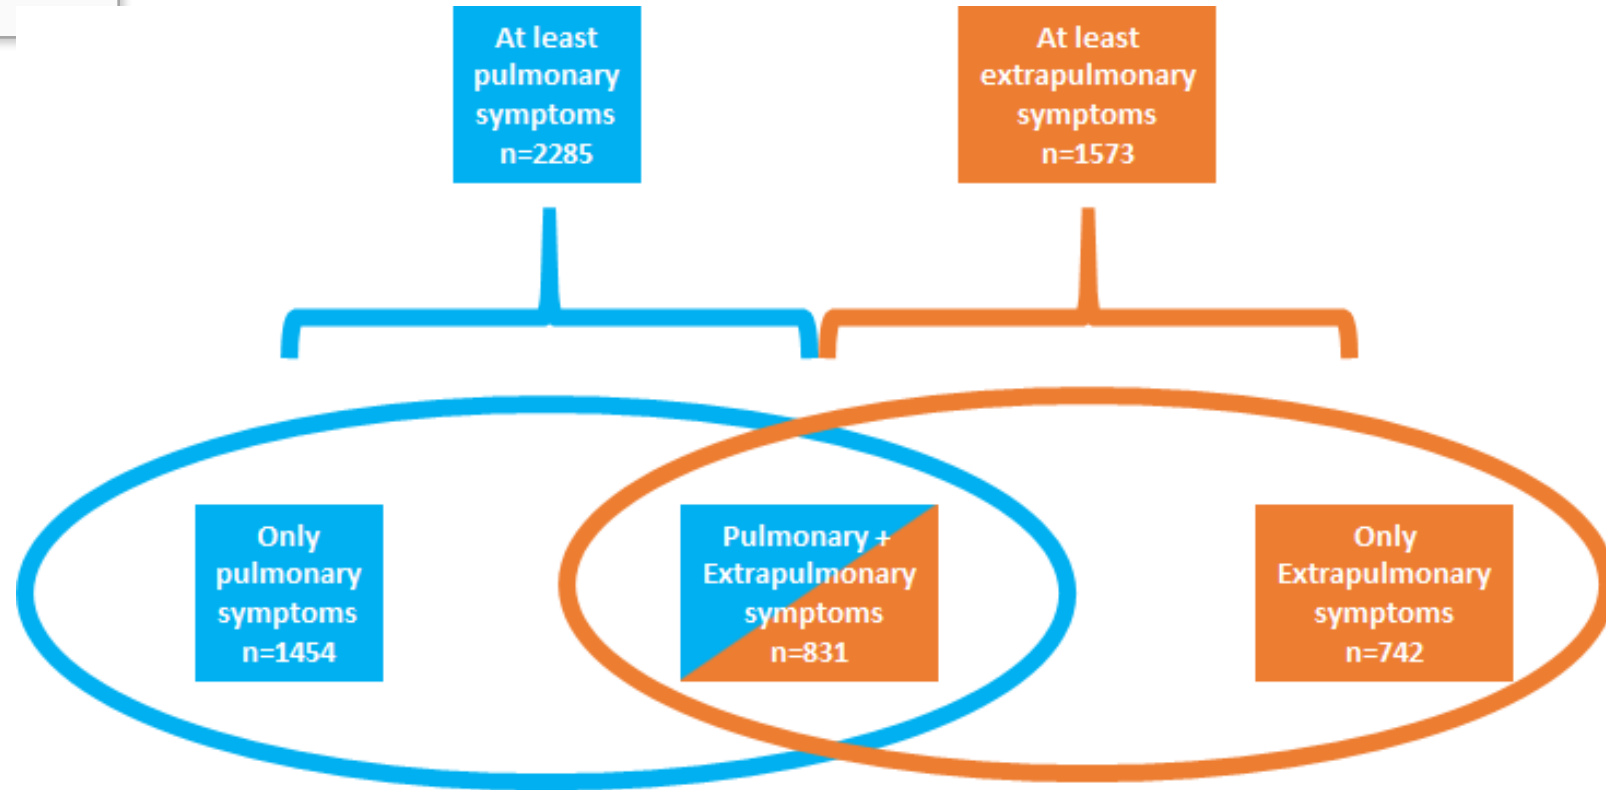 At least
pulmonary
symptoms
n=2285
At least
extrapulmonary
symptoms
n=1573
Only
pulmonary
symptoms
n=1454
Pulmonary +
Extrapulmonary
symptoms
n=831
Only
Extrapulmonary
symptoms
n=742